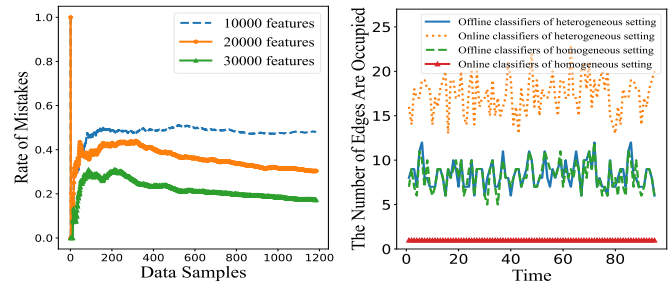 10000 features
20000 features
30000 features
Rate of Mistakes
1.0
0.8
0.6
0.4
0.2
0.0
0 200 400 600 800 1000 1200
Data Samples
Offline classifiers of heterogeneous setting
Online classifiers of heterogeneous setting
Offline classifiers of homogeneous setting
Online classifiers of homogeneous setting
The Number of Edges Are Occupied
25
20
15
10
5
0
0 20 40 60 80
Time